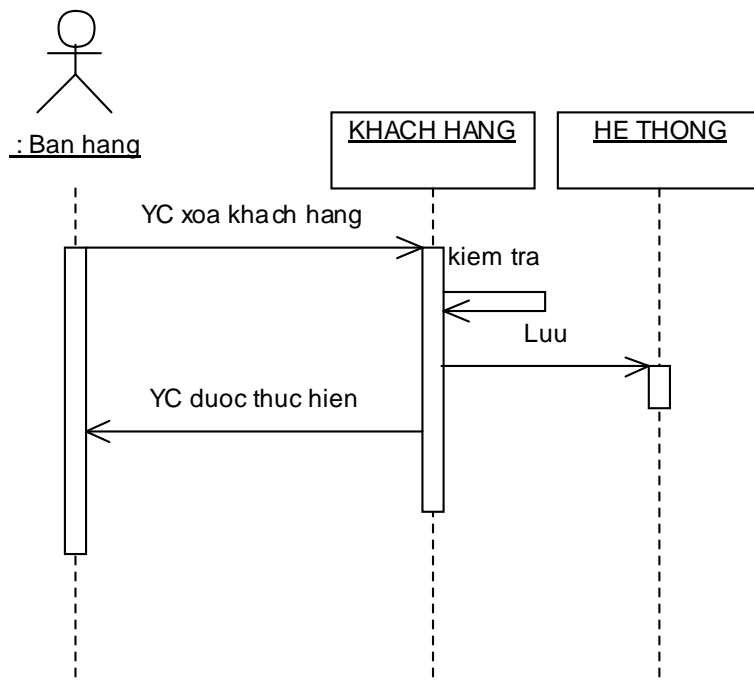 : Ban hang
KHACH HANG
HE THONG
YC xoa khach hang
kiem tra
Luu
YC duoc thuc hien